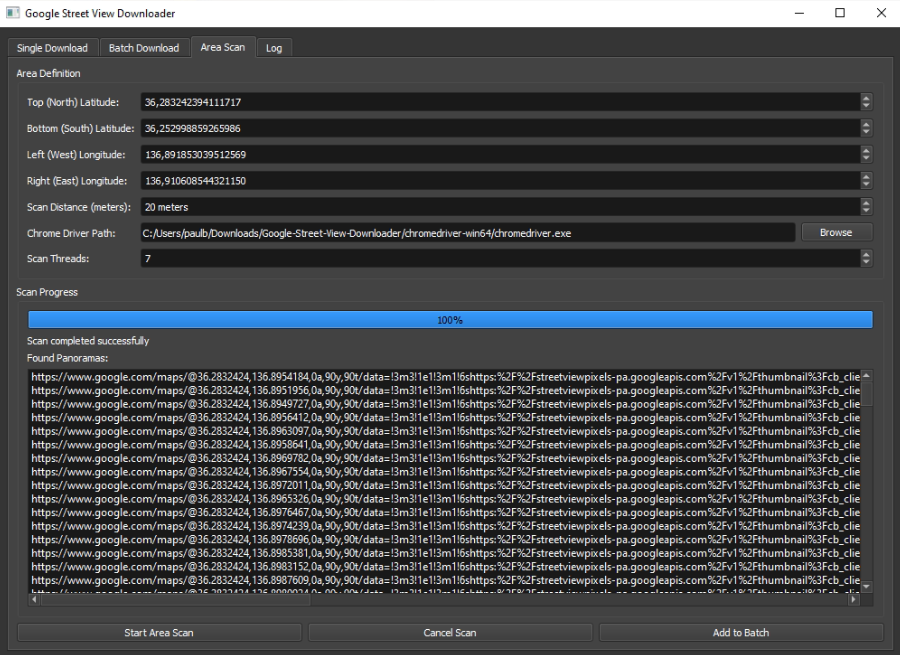 Google Street View Downloader
Single Download Batch Download Area Scan Log
Area Definition
Top (North) Latitude: 36,283242394111717
Bottom (South) Latitude: 36,252998859265986
Left (West) Longitude: 136,891853039512569
Right (East) Longitude: 136,910608544321150
Scan Distance (meters): 20 meters
Chrome Driver Path: C:/Users/paulb/Downloads/Google-Street-View-Downloader/chromedriver-win64/chromedriver.exe Browse
Scan Threads: 7
Scan Progress
100%
Scan completed successfully
Found Panoramas:
https://www.google.com/maps/@36.2832424,136.8954184,0a,90y,90t/data=!3m3!1e1!3m1!6shttps:%2F%2Fstreetviewpixels-pa.googleapis.com%2Fv1%2Fthumbnail%3Fcb_clie
https://www.google.com/maps/@36.2832424,136.8951956,0a,90y,90t/data=!3m3!1e1!3m1!6shttps:%2F%2Fstreetviewpixels-pa.googleapis.com%2Fv1%2Fthumbnail%3Fcb_clie
https://www.google.com/maps/@36.2832424,136.8949727,0a,90y,90t/data=!3m3!1e1!3m1!6shttps:%2F%2Fstreetviewpixels-pa.googleapis.com%2Fv1%2Fthumbnail%3Fcb_clie
https://www.google.com/maps/@36.2832424,136.8956412,0a,90y,90t/data=!3m3!1e1!3m1!6shttps:%2F%2Fstreetviewpixels-pa.googleapis.com%2Fv1%2Fthumbnail%3Fcb_clie
https://www.google.com/maps/@36.2832424,136.8963097,0a,90y,90t/data=!3m3!1e1!3m1!6shttps:%2F%2Fstreetviewpixels-pa.googleapis.com%2Fv1%2Fthumbnail%3Fcb_clie
https://www.google.com/maps/@36.2832424,136.8958641,0a,90y,90t/data=!3m3!1e1!3m1!6shttps:%2F%2Fstreetviewpixels-pa.googleapis.com%2Fv1%2Fthumbnail%3Fcb_clie
https://www.google.com/maps/@36.2832424,136.8969782,0a,90y,90t/data=!3m3!1e1!3m1!6shttps:%2F%2Fstreetviewpixels-pa.googleapis.com%2Fv1%2Fthumbnail%3Fcb_clie
https://www.google.com/maps/@36.2832424,136.8967554,0a,90y,90t/data=!3m3!1e1!3m1!6shttps:%2F%2Fstreetviewpixels-pa.googleapis.com%2Fv1%2Fthumbnail%3Fcb_clie
https://www.google.com/maps/@36.2832424,136.8972011,0a,90y,90t/data=!3m3!1e1!3m1!6shttps:%2F%2Fstreetviewpixels-pa.googleapis.com%2Fv1%2Fthumbnail%3Fcb_clie
https://www.google.com/maps/@36.2832424,136.8965326,0a,90y,90t/data=!3m3!1e1!3m1!6shttps:%2F%2Fstreetviewpixels-pa.googleapis.com%2Fv1%2Fthumbnail%3Fcb_clie
https://www.google.com/maps/@36.2832424,136.8976467,0a,90y,90t/data=!3m3!1e1!3m1!6shttps:%2F%2Fstreetviewpixels-pa.googleapis.com%2Fv1%2Fthumbnail%3Fcb_clie
https://www.google.com/maps/@36.2832424,136.8974239,0a,90y,90t/data=!3m3!1e1!3m1!6shttps:%2F%2Fstreetviewpixels-pa.googleapis.com%2Fv1%2Fthumbnail%3Fcb_clie
https://www.google.com/maps/@36.2832424,136.8978696,0a,90y,90t/data=!3m3!1e1!3m1!6shttps:%2F%2Fstreetviewpixels-pa.googleapis.com%2Fv1%2Fthumbnail%3Fcb_clie
https://www.google.com/maps/@36.2832424,136.8985381,0a,90y,90t/data=!3m3!1e1!3m1!6shttps:%2F%2Fstreetviewpixels-pa.googleapis.com%2Fv1%2Fthumbnail%3Fcb_clie
https://www.google.com/maps/@36.2832424,136.8983152,0a,90y,90t/data=!3m3!1e1!3m1!6shttps:%2F%2Fstreetviewpixels-pa.googleapis.com%2Fv1%2Fthumbnail%3Fcb_clie
https://www.google.com/maps/@36.2832424,136.8987609,0a,90y,90t/data=!3m3!1e1!3m1!6shttps:%2F%2Fstreetviewpixels-pa.googleapis.com%2Fv1%2Fthumbnail%3Fcb_clie
Start Area Scan Cancel Scan Add to Batch